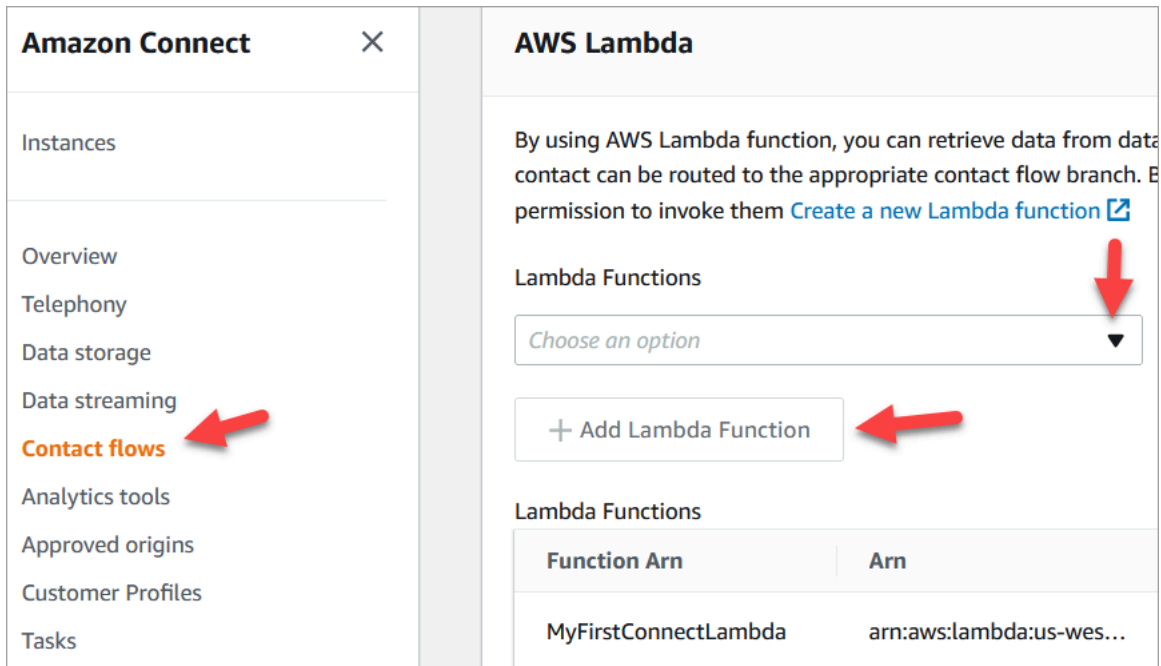 Amazon Connect
Instances
Overview
Telephony
Data storage
Data streaming
Contact flows
Analytics tools
Approved origins
Customer Profiles
Tasks
AWS Lambda
By using AWS Lambda function, you can retrieve data from data
contact can be routed to the appropriate contact flow branch. B
permission to invoke them Create a new Lambda function
Lambda Functions
Choose an option
+ Add Lambda Function
Lambda Functions
Function Arn Arn
MyFirstConnectLambda arn:aws:lambda:us-wes...